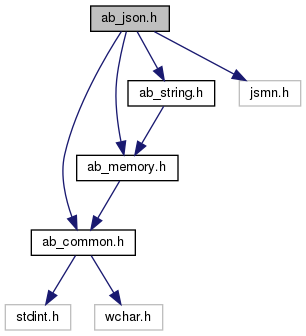 ab_json.h
ab_string.h
jsmn.h
ab_memory.h
ab_common.h
stdint.h
wchar.h